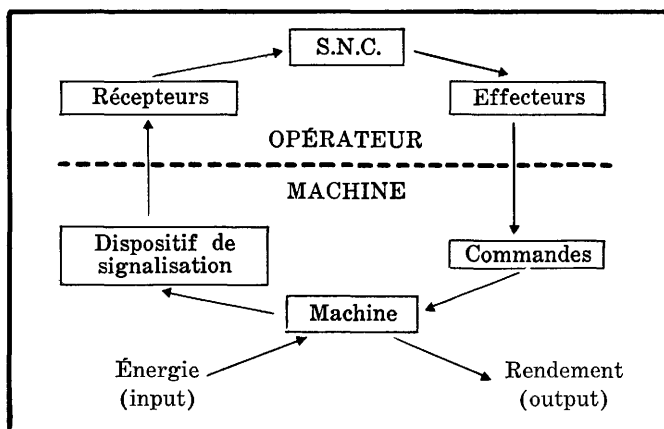 S.N.C.
Récepteurs
Effecteurs
OPÉRATEUR
MACHINE
Dispositif de
signalisation
Commandes
Machine
Énergie
(input)
Rendement
(output)